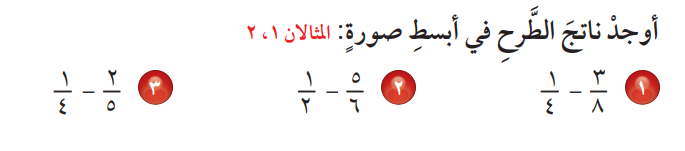 أوجدْ ناتجَ الطَّرحِ في أبسطِ صورةٍ: المثالان ١، ٢
١ ٣/٨ − ١/٤ ٢ ٥/٦ − ١/٢ ٣ ٢/٥ − ١/٤